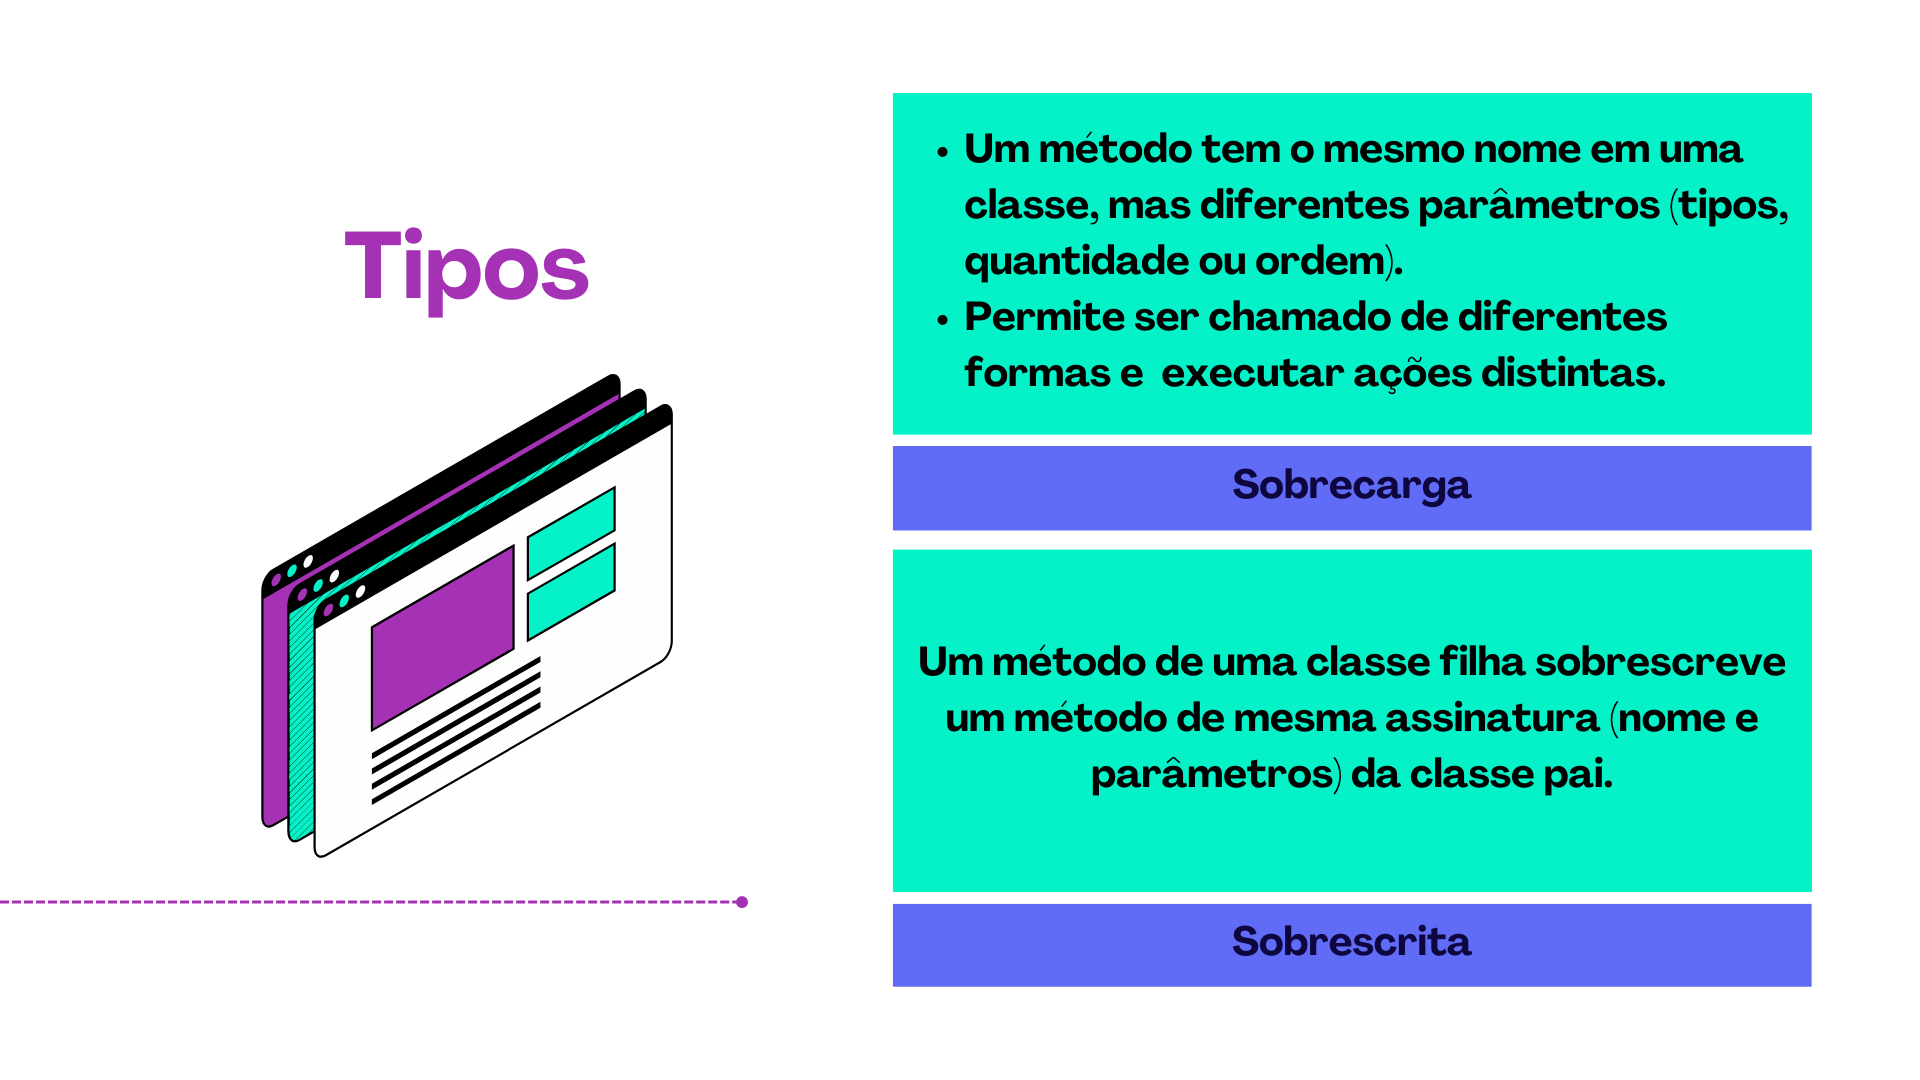 Tipos
• Um método tem o mesmo nome em uma
classe, mas diferentes parâmetros (tipos,
quantidade ou ordem).
• Permite ser chamado de diferentes
formas e  executar ações distintas.
Sobrecarga
Um método de uma classe filha sobrescreve
um método de mesma assinatura (nome e
parâmetros) da classe pai.
Sobrescrita